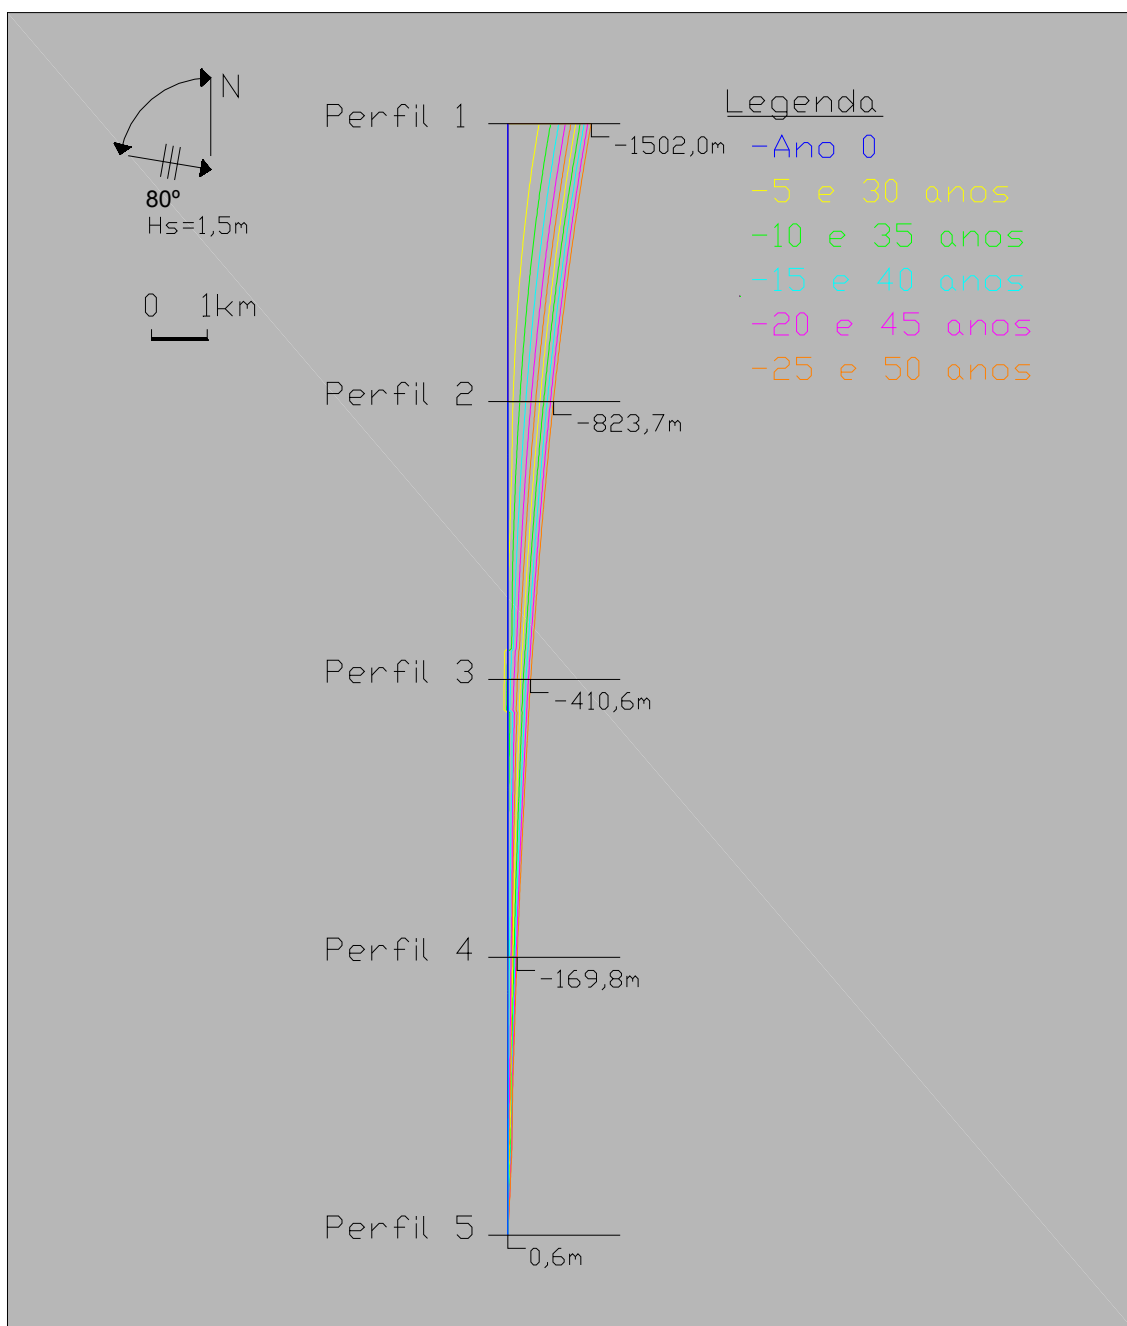 N
80º
Hs=1,5m
0 1km
Perfil 1
-1502,0m
Legenda
-Ano 0
-5 e 30 anos
-10 e 35 anos
-15 e 40 anos
-20 e 45 anos
-25 e 50 anos
Perfil 2
-823,7m
Perfil 3
-410,6m
Perfil 4
-169,8m
Perfil 5
0,6m